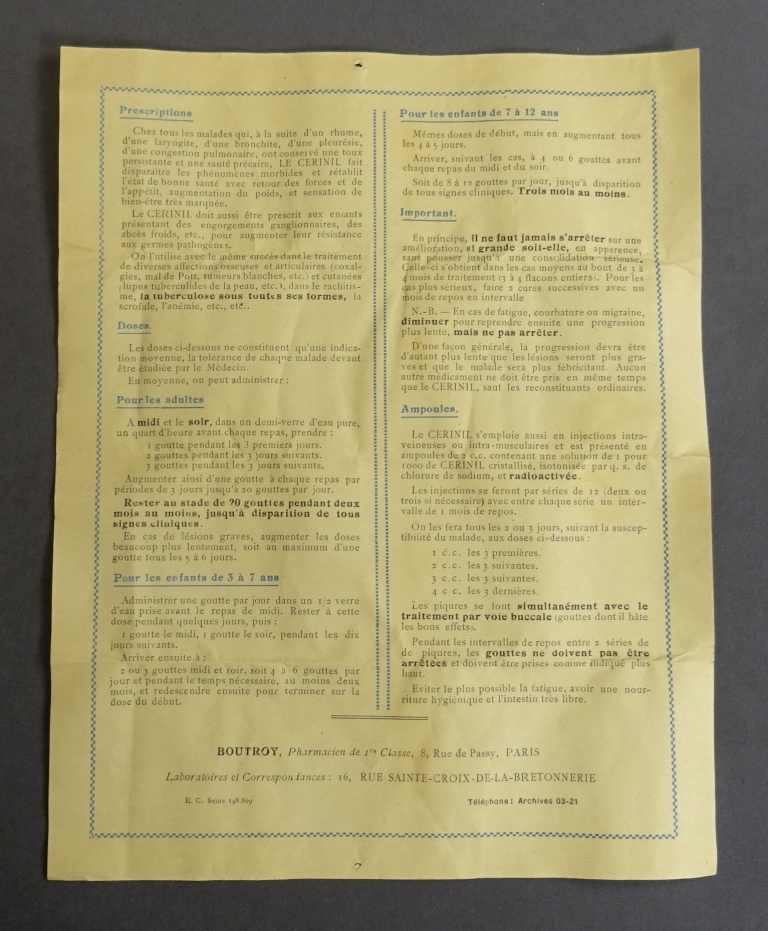 Prescriptions
Chez tous les malades qui, à la suite d'un rhume,
d'une laryngite, d'une bronchite, d'une pleurésie,
d'une congestion pulmonaire, ont conservé une toux
persistante et une santé précaire, LE CERINIL fait
disparaitre les phénomènes morbides et rétablit
l'état de bonne santé avec retour des forces et de
l'appétit, augmentation du poids, et sensation de
bien-être très marquée.
Le CERINIL doit aussi être prescrit aux enfants
présentant des engorgements ganglionnaires, des
abcès froids, etc., pour augmenter leur résistance
aux germes pathogènes.
On l'utilise avec le même succès dans le traitement
de diverses affections osseuses et articulaires (coxal-
gies, mal de Pott, tumeurs blanches, etc.) et cutanées
(lupus tuberculides de la peau, etc.), dans le rachitis-
me, la tuberculose sous toutes ses formes, la
scrofule, l'anémie, etc., etc..
Doses.
Les doses ci-dessous ne constituent qu'une indica-
tion moyenne, la tolérance de chaque malade devant
être étudiée par le Médecin.
En moyenne, on peut administrer :
Pour les adultes
A midi et le soir, dans un demi-verre d'eau pure,
un quart d'heure avant chaque repas, prendre :
1 goutte pendant les 3 premiers jours.
2 gouttes pendant les 3 jours suivants.
3 gouttes pendant les 3 jours suivants.
Augmenter ainsi d'une goutte à chaque repas par
périodes de 3 jours jusqu'à 20 gouttes par jour.
Rester au stade de 20 gouttes pendant deux
mois au moins, jusqu'à disparition de tous
signes cliniques.
En cas de lésions graves, augmenter les doses
beaucoup plus lentement, soit au maximum d'une
goutte tous les 5 à 6 jours.
Pour les enfants de 3 à 7 ans
Administrer une goutte par jour dans un 1/2 verre
d'eau prise avant le repas de midi. Rester à cette
dose pendant quelques jours, puis :
1 goutte le midi, 1 goutte le soir, pendant les dix
jours suivants.
Arriver ensuite à :
2 ou 3 gouttes midi et soir, soit 4 à 6 gouttes par
jour et pendant le temps nécessaire, au moins deux
mois, et redescendre ensuite pour terminer sur la
dose du début.
Pour les enfants de 7 à 12 ans
Mêmes doses de début, mais en augmentant tous
les 4 à 5 jours.
Arriver, suivant les cas, à 4 ou 6 gouttes avant
chaque repas du midi et du soir.
Soit de 8 à 12 gouttes par jour, jusqu'à disparition
de tous signes cliniques. Trois mois au moins.
Important.
En principe, il ne faut jamais s'arrêter sur une
amélioration, si grande soit-elle, en apparence,
sans pousser jusqu'à une consolidation sérieuse.
Celle-ci s'obtient dans les cas moyens au bout de 3 à
4 mois de traitement (3 à 4 flacons entiers). Pour les
cas plus sérieux, faire 2 cures successives avec un
mois de repos en intervalle
N.-B. — En cas de fatigue, courbature ou migraine,
diminuer pour reprendre ensuite une progression
plus lente, mais ne pas arrêter.
D'une façon générale, la progression devra être
d'autant plus lente que les lésions seront plus gra-
ves et que le malade sera plus fébricitant. Aucun
autre médicament ne doit être pris en même temps
que le CERINIL, sauf les reconstituants ordinaires.
Ampoules.
Le CERINIL s'emploie aussi en injections intra-
veineuses ou intra-musculaires et est présenté en
ampoules de 2 c.c. contenant une solution de 1 pour
1000 de CERINIL cristallisé, isotonisée par q. s. de
chlorure de sodium, et radioactivée.
Les injections se feront par séries de 12 (deux ou
trois si nécessaire) avec entre chaque série un inter-
valle de 1 mois de repos.
On les fera tous les 2 ou 3 jours, suivant la suscep-
tibilité du malade, aux doses ci-dessous :
1 c.c. les 3 premières.
2 c.c. les 3 suivantes.
3 c.c. les 3 suivantes.
4 c c. les 3 dernières.
Les piqures se font simultanément avec le
traitement par voie buccale (gouttes dont il hâte
les bons effets).
Pendant les intervalles de repos entre 2 séries de
de piqures, les gouttes ne doivent pas être
arrêtées et doivent être prises comme indiqué plus
haut.
Eviter le plus possible la fatigue, avoir une nour-
riture hygiénique et l'intestin très libre.
BOUTROY, Pharmacien de 1re Classe, 8, Rue de Passy, PARIS
Laboratoires et Correspondances : 16, RUE SAINTE-CROIX-DE-LA-BRETONNERIE
R. C. Seine 148.809
Téléphone : Archives 03-21